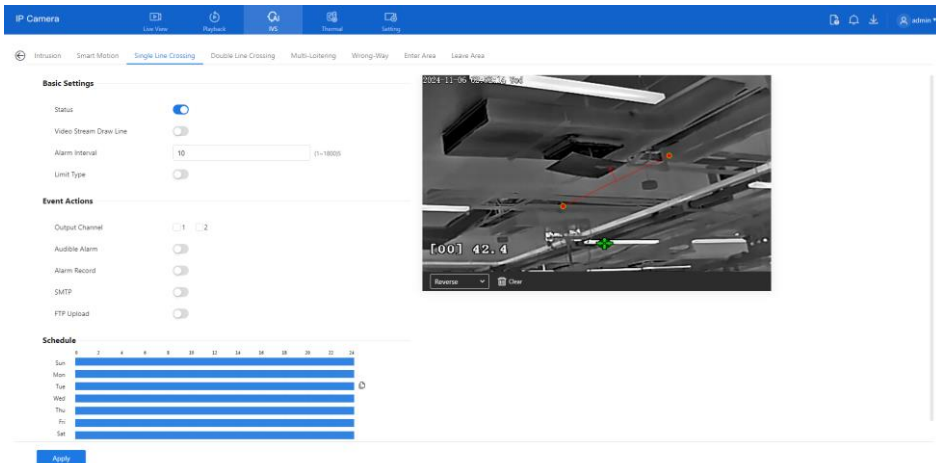 IP Camera
Live View
Playback
IVS
Thermal
Setting
admin
Intrusion Smart Motion Single Line Crossing Double Line Crossing Multi-Loitering Wrong-Way Enter Area Leave Area
Basic Settings
Status
Video Stream Draw Line
Alarm Interval 10 (1~1800)S
Limit Type
Event Actions
Output Channel 1 2
Audible Alarm
Alarm Record
SMTP
FTP Upload
2024-11-06 Wed
[00] 42.4
Reverse Clear
Schedule
0 2 4 6 8 10 12 14 16 18 20 22 24
Sun
Mon
Tue
Wed
Thu
Fri
Sat
Apply